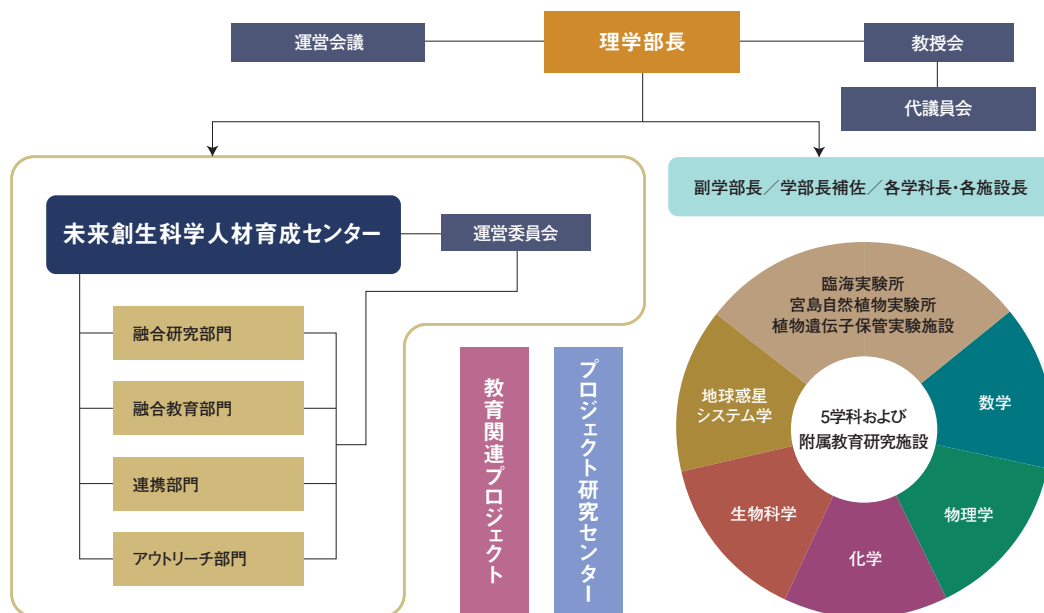 運営会議
理学部長
教授会
代議員会
副学部長／学部長補佐／各学科長・各施設長
未来創生科学人材育成センター
運営委員会
融合研究部門
融合教育部門
連携部門
アウトリーチ部門
教育関連プロジェクト
プロジェクト研究センター
臨海実験所
宮島自然植物実験所
植物遺伝子保管実験施設
地球惑星
システム学
数学
5学科および
附属教育研究施設
生物科学
物理学
化学